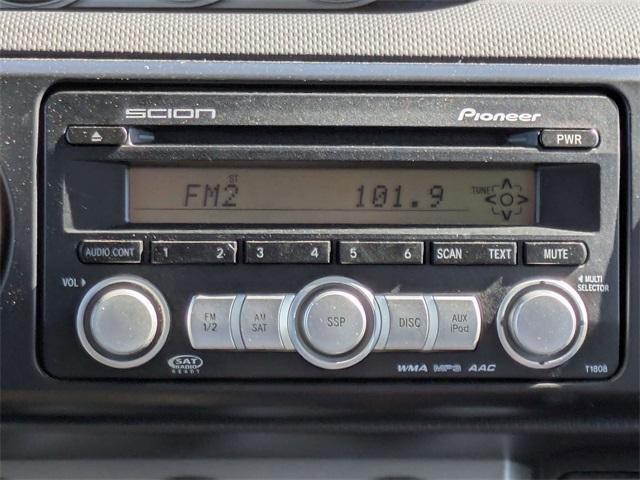 SCION Pioneer
PWR
ST
FM2 101.9 TUNE
AUDIO.CONT 1 2 3 4 5 6 SCAN TEXT MUTE
VOL MULTI
SELECTOR
FM
1/2 AM
SAT SSP DISC AUX
iPod
SAT
RADIO
READY
WMA MP3 AAC T1808